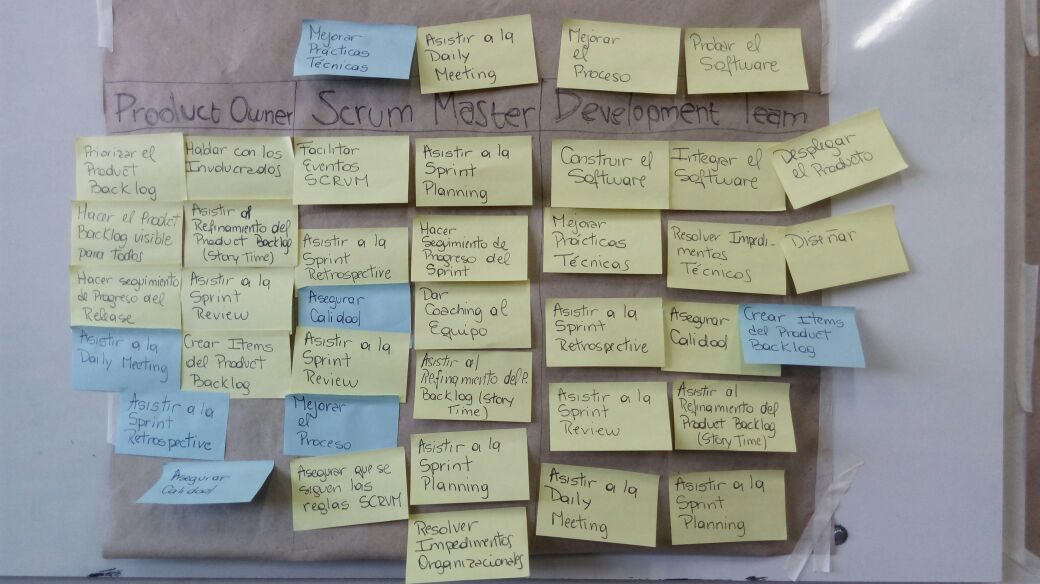 Mejorar
Prácticas
Técnicas
Asistir a la
Daily
Meeting
Mejorar
el
Proceso
Probar el
Software
Product Owner
Scrum Master
Development Team
Priorizar el
Product
Backlog
Hablar con los
Involucrados
Facilitar
Eventos
SCRUM
Asistir a la
Sprint
Planning
Construir el
Software
Integrar el
Software
Desplegar
el Producto
Hacer el Product
Backlog visible
para todos
Asistir al
Refinamiento del
Product Backlog
(Story Time)
Asistir a la
Sprint
Retrospective
Hacer
Seguimiento de
Progreso del
Sprint
Mejorar
Prácticas
Técnicas
Resolver Impedi-
mentos
Técnicos
Diseñar
Hacer seguimiento
de Progreso del
Release
Asistir a la
Sprint
Review
Asegurar
Calidad
Dar
Coaching al
Equipo
Asistir a la
Sprint
Retrospective
Asegurar
Calidad
Crear Items
del Product
Backlog
Asistir a la
Daily Meeting
Crear Items
del Product
Backlog
Asistir a la
Sprint
Review
Asistir al
Refinamiento del P.
Backlog (Story
Time)
Asistir a la
Sprint
Review
Asistir al
Refinamiento del
Product Backlog
(Story Time)
Asistir a la
Sprint
Retrospective
Mejorar
el
Proceso
Asistir a la
Sprint
Planning
Asistir a la
Daily
Meeting
Asistir a la
Sprint
Planning
Asegurar
Calidad
Asegurar que se
siguen las
reglas SCRUM
Resolver
Impedimentos
Organizacionales